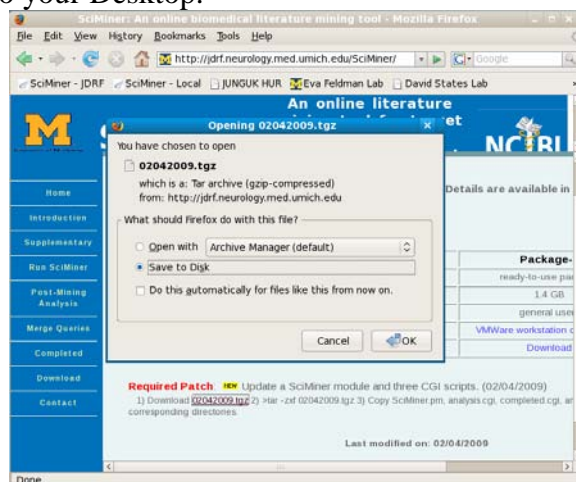 to your Desktop.
SciMiner: An online biomedical literature mining tool - Mozilla Firefox
File Edit View History Bookmarks Tools Help
http://jdrf.neurology.med.umich.edu/SciMiner/
Google
SciMiner - JDRF SciMiner - Local JUNGUK HUR Eva Feldman Lab David States Lab
An online literature
M
S
et
NCIBI
Opening 02042009.tgz
You have chosen to open
02042009.tgz
which is a: Tar archive (gzip-compressed)
from: http://jdrf.neurology.med.umich.edu
What should Firefox do with this file?
Open with Archive Manager (default)
Save to Disk
Do this automatically for files like this from now on.
Cancel OK
Home
Introduction
Supplementary
Run SciMiner
Post-Mining
Analysis
Merge Queries
Completed
Download
Contact
Details are available in
Package-
ready-to-use pa
1.4 GB
general user
VMWare workstation
Download
Required Patch NEW Update a SciMiner module and three CGI scripts. (02/04/2009)
1) Download 02042009.tgz 2) >tar -zxf 02042009.tgz 3) Copy SciMiner.pm, analysis.cgi, completed.cgi, ar
corresponding directories.
Last modified on: 02/04/2009
Done